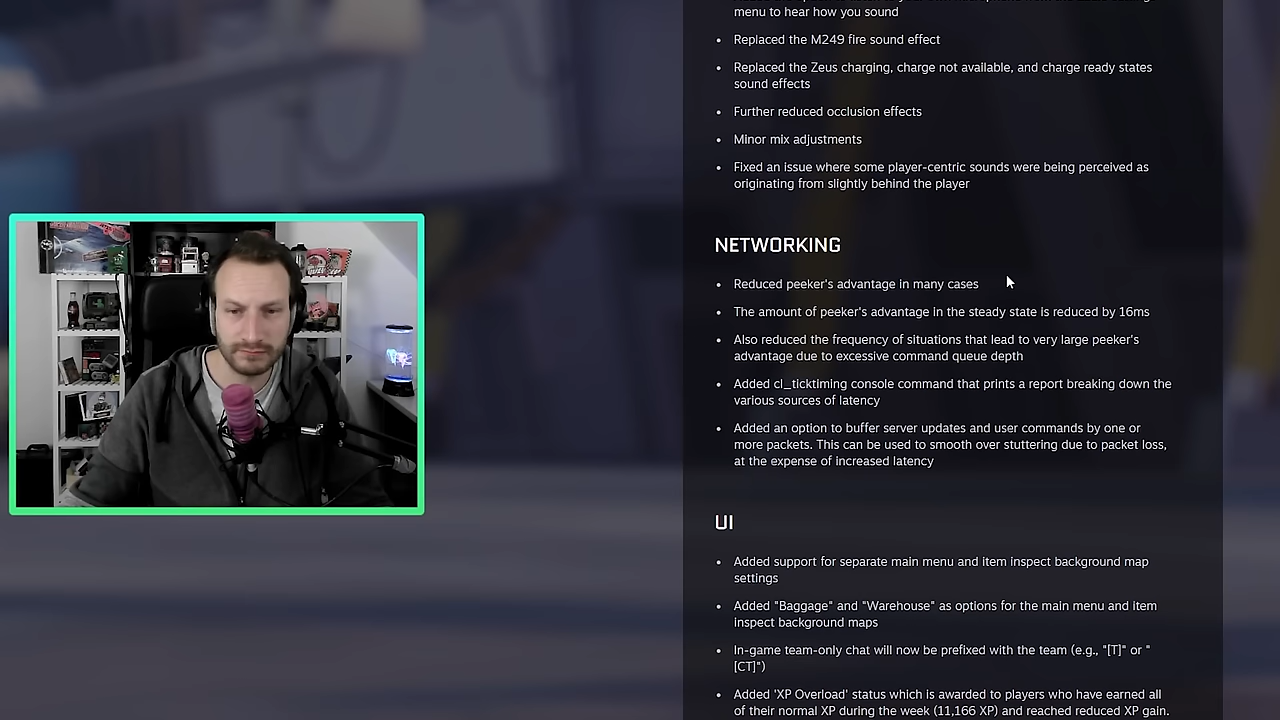 menu to hear how you sound
• Replaced the M249 fire sound effect
• Replaced the Zeus charging, charge not available, and charge ready states
sound effects
• Further reduced occlusion effects
• Minor mix adjustments
• Fixed an issue where some player-centric sounds were being perceived as
originating from slightly behind the player
NETWORKING
• Reduced peeker's advantage in many cases
• The amount of peeker's advantage in the steady state is reduced by 16ms
• Also reduced the frequency of situations that lead to very large peeker's
advantage due to excessive command queue depth
• Added cl_ticktiming console command that prints a report breaking down the
various sources of latency
• Added an option to buffer server updates and user commands by one or
more packets. This can be used to smooth over stuttering due to packet loss,
at the expense of increased latency
UI
• Added support for separate main menu and item inspect background map
settings
• Added "Baggage" and "Warehouse" as options for the main menu and item
inspect background maps
• In-game team-only chat will now be prefixed with the team (e.g., "[T]" or "
[CT]")
• Added 'XP Overload' status which is awarded to players who have earned all
of their normal XP during the week (11,166 XP) and reached reduced XP gain.